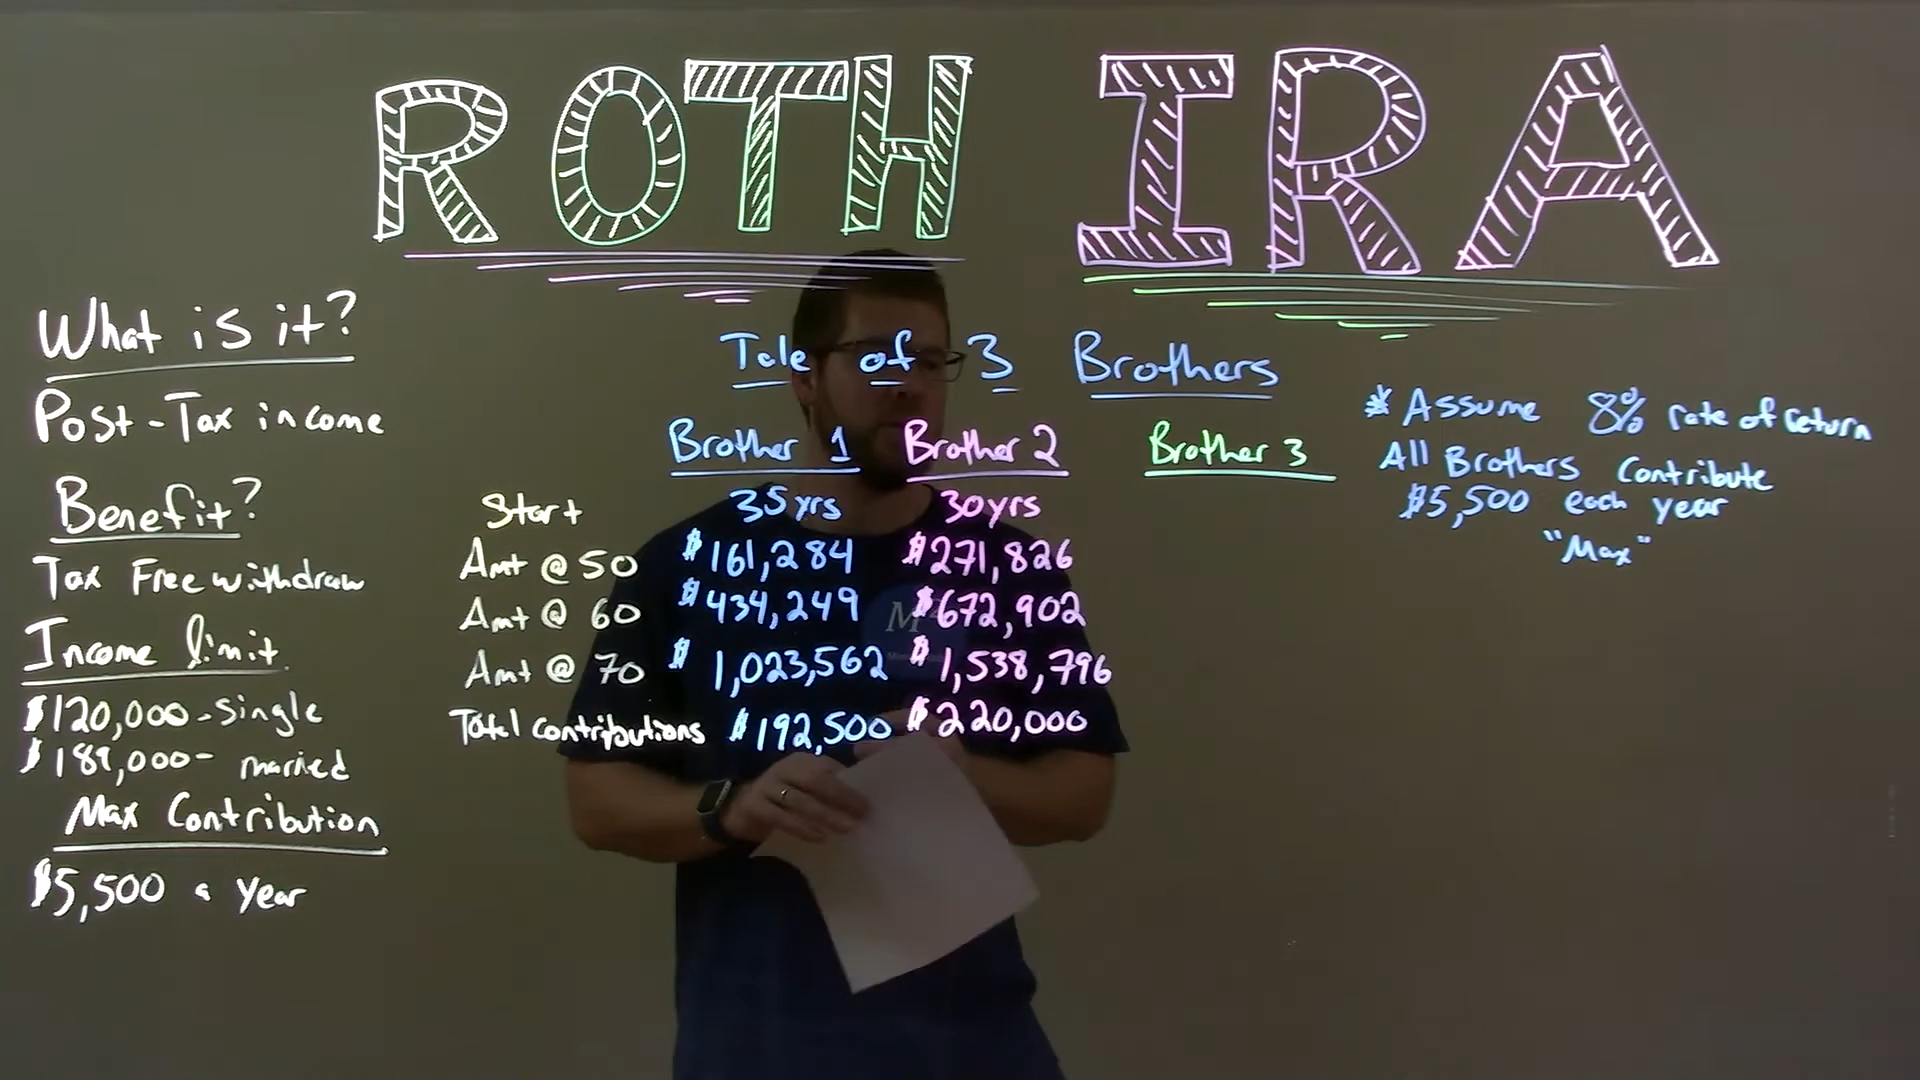 ROTH IRA
What is it?
Post-Tax income
Benefit?
Tax Free withdraw
Income limit
$120,000-single
$189,000- married
Max Contribution
$5,500 a year
Tale of 3 Brothers
Brother 1 Brother 2 Brother 3
Start 35yrs 30yrs
Amt @ 50 $161,284 $271,826
Amt @ 60 $434,249 $672,902
Amt @ 70 $1,023,562 $1,538,796
Total contributions $192,500 $220,000
* Assume 8% rate of return
All Brothers contribute
$5,500 each year
"Max"